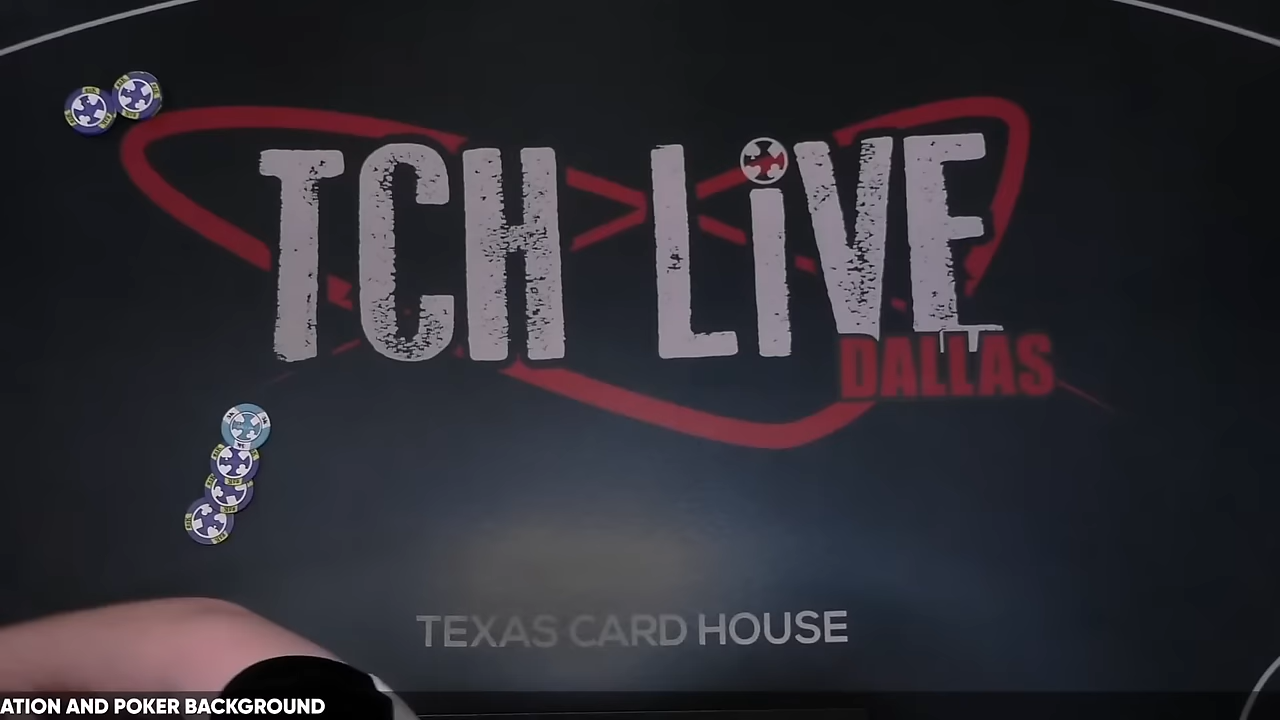 TCH LiVE
DALLAS
TEXAS CARD HOUSE
ATION AND POKER BACKGROUND